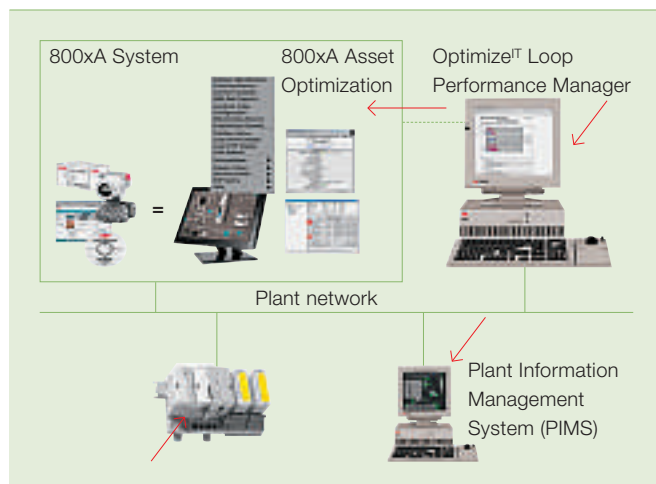 800xA System
800xA Asset
Optimization
Optimizeᴵᵀ Loop
Performance Manager
=
Plant network
Plant Information
Management
System (PIMS)